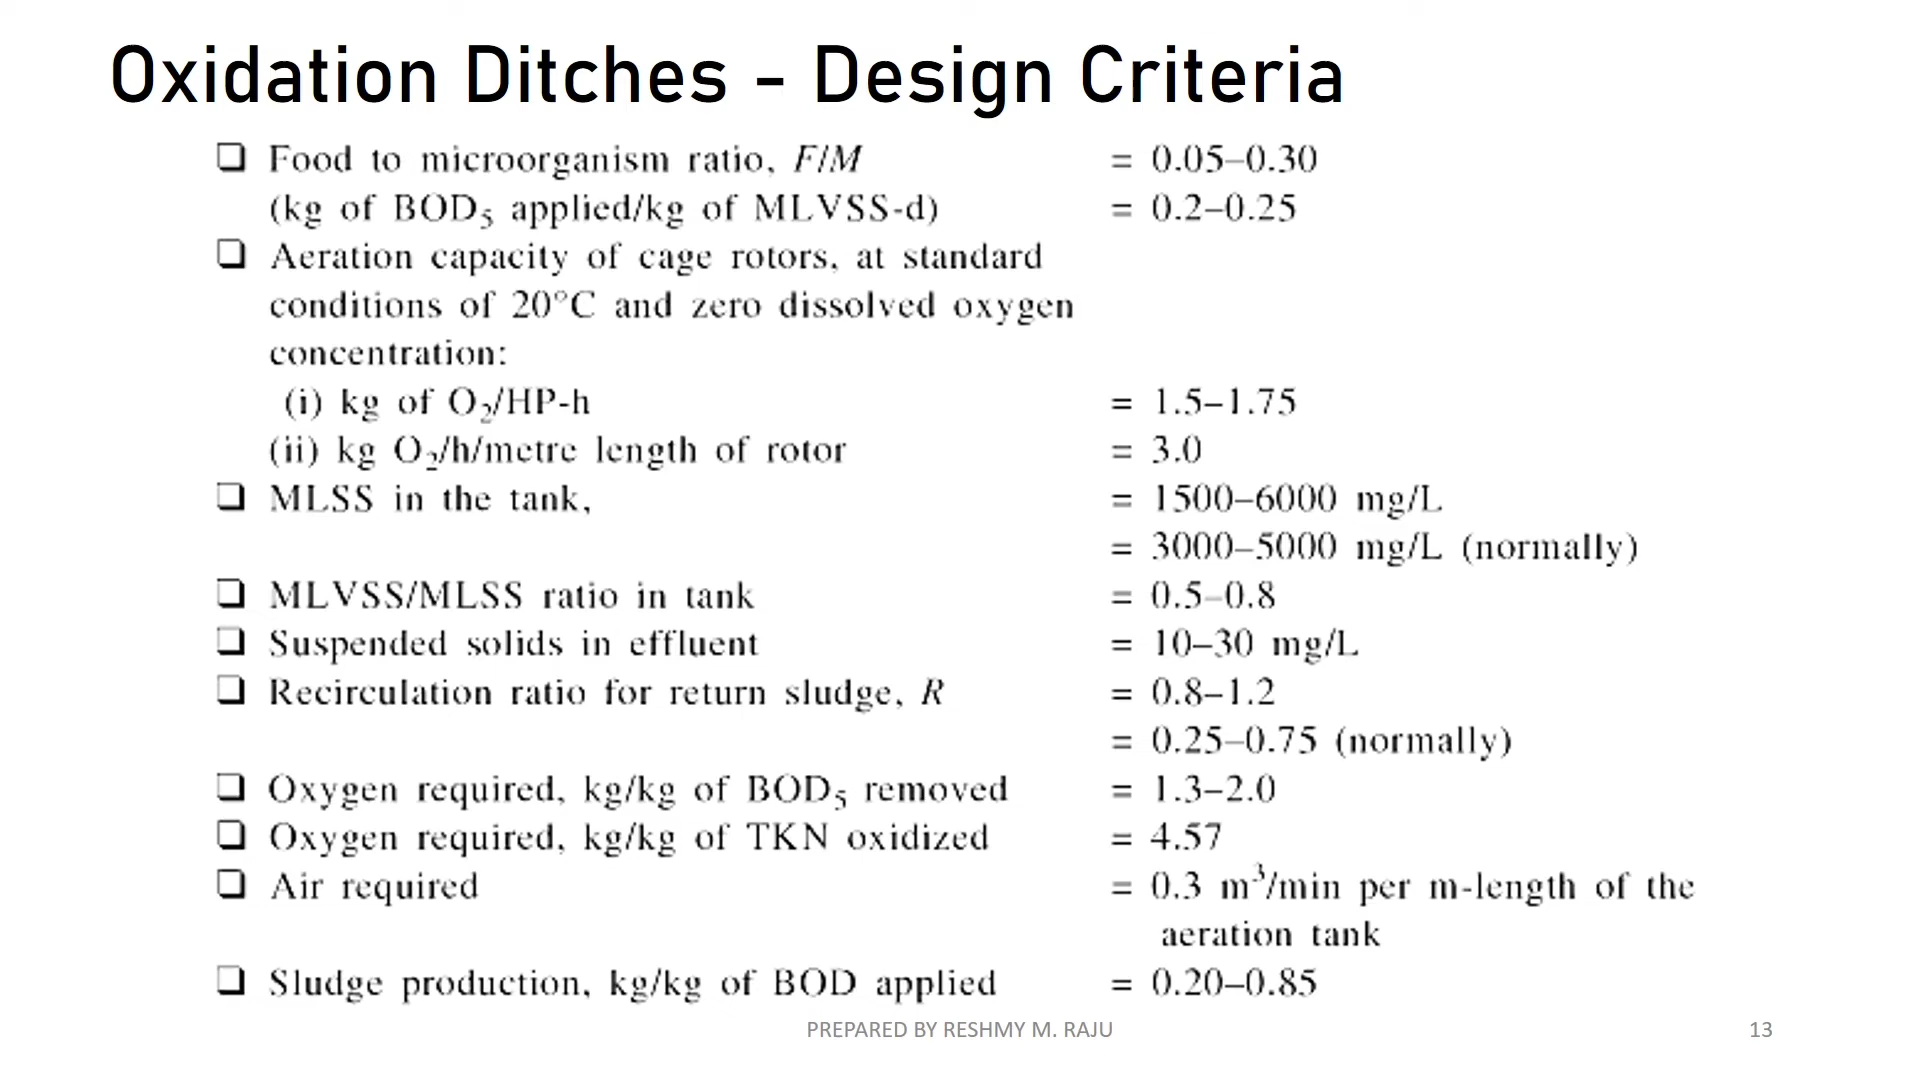 Oxidation Ditches - Design Criteria
❑ Food to microorganism ratio, F/M = 0.05–0.30
(kg of BOD₅ applied/kg of MLVSS-d) = 0.2–0.25
❑ Aeration capacity of cage rotors, at standard
conditions of 20°C and zero dissolved oxygen
concentration:
(i) kg of O₂/HP-h = 1.5–1.75
(ii) kg O₂/h/metre length of rotor = 3.0
❑ MLSS in the tank, = 1500–6000 mg/L
= 3000–5000 mg/L (normally)
❑ MLVSS/MLSS ratio in tank = 0.5–0.8
❑ Suspended solids in effluent = 10–30 mg/L
❑ Recirculation ratio for return sludge, R = 0.8–1.2
= 0.25–0.75 (normally)
❑ Oxygen required, kg/kg of BOD₅ removed = 1.3–2.0
❑ Oxygen required, kg/kg of TKN oxidized = 4.57
❑ Air required = 0.3 m³/min per m-length of the
aeration tank
❑ Sludge production, kg/kg of BOD applied = 0.20–0.85
PREPARED BY RESHMY M. RAJU 13